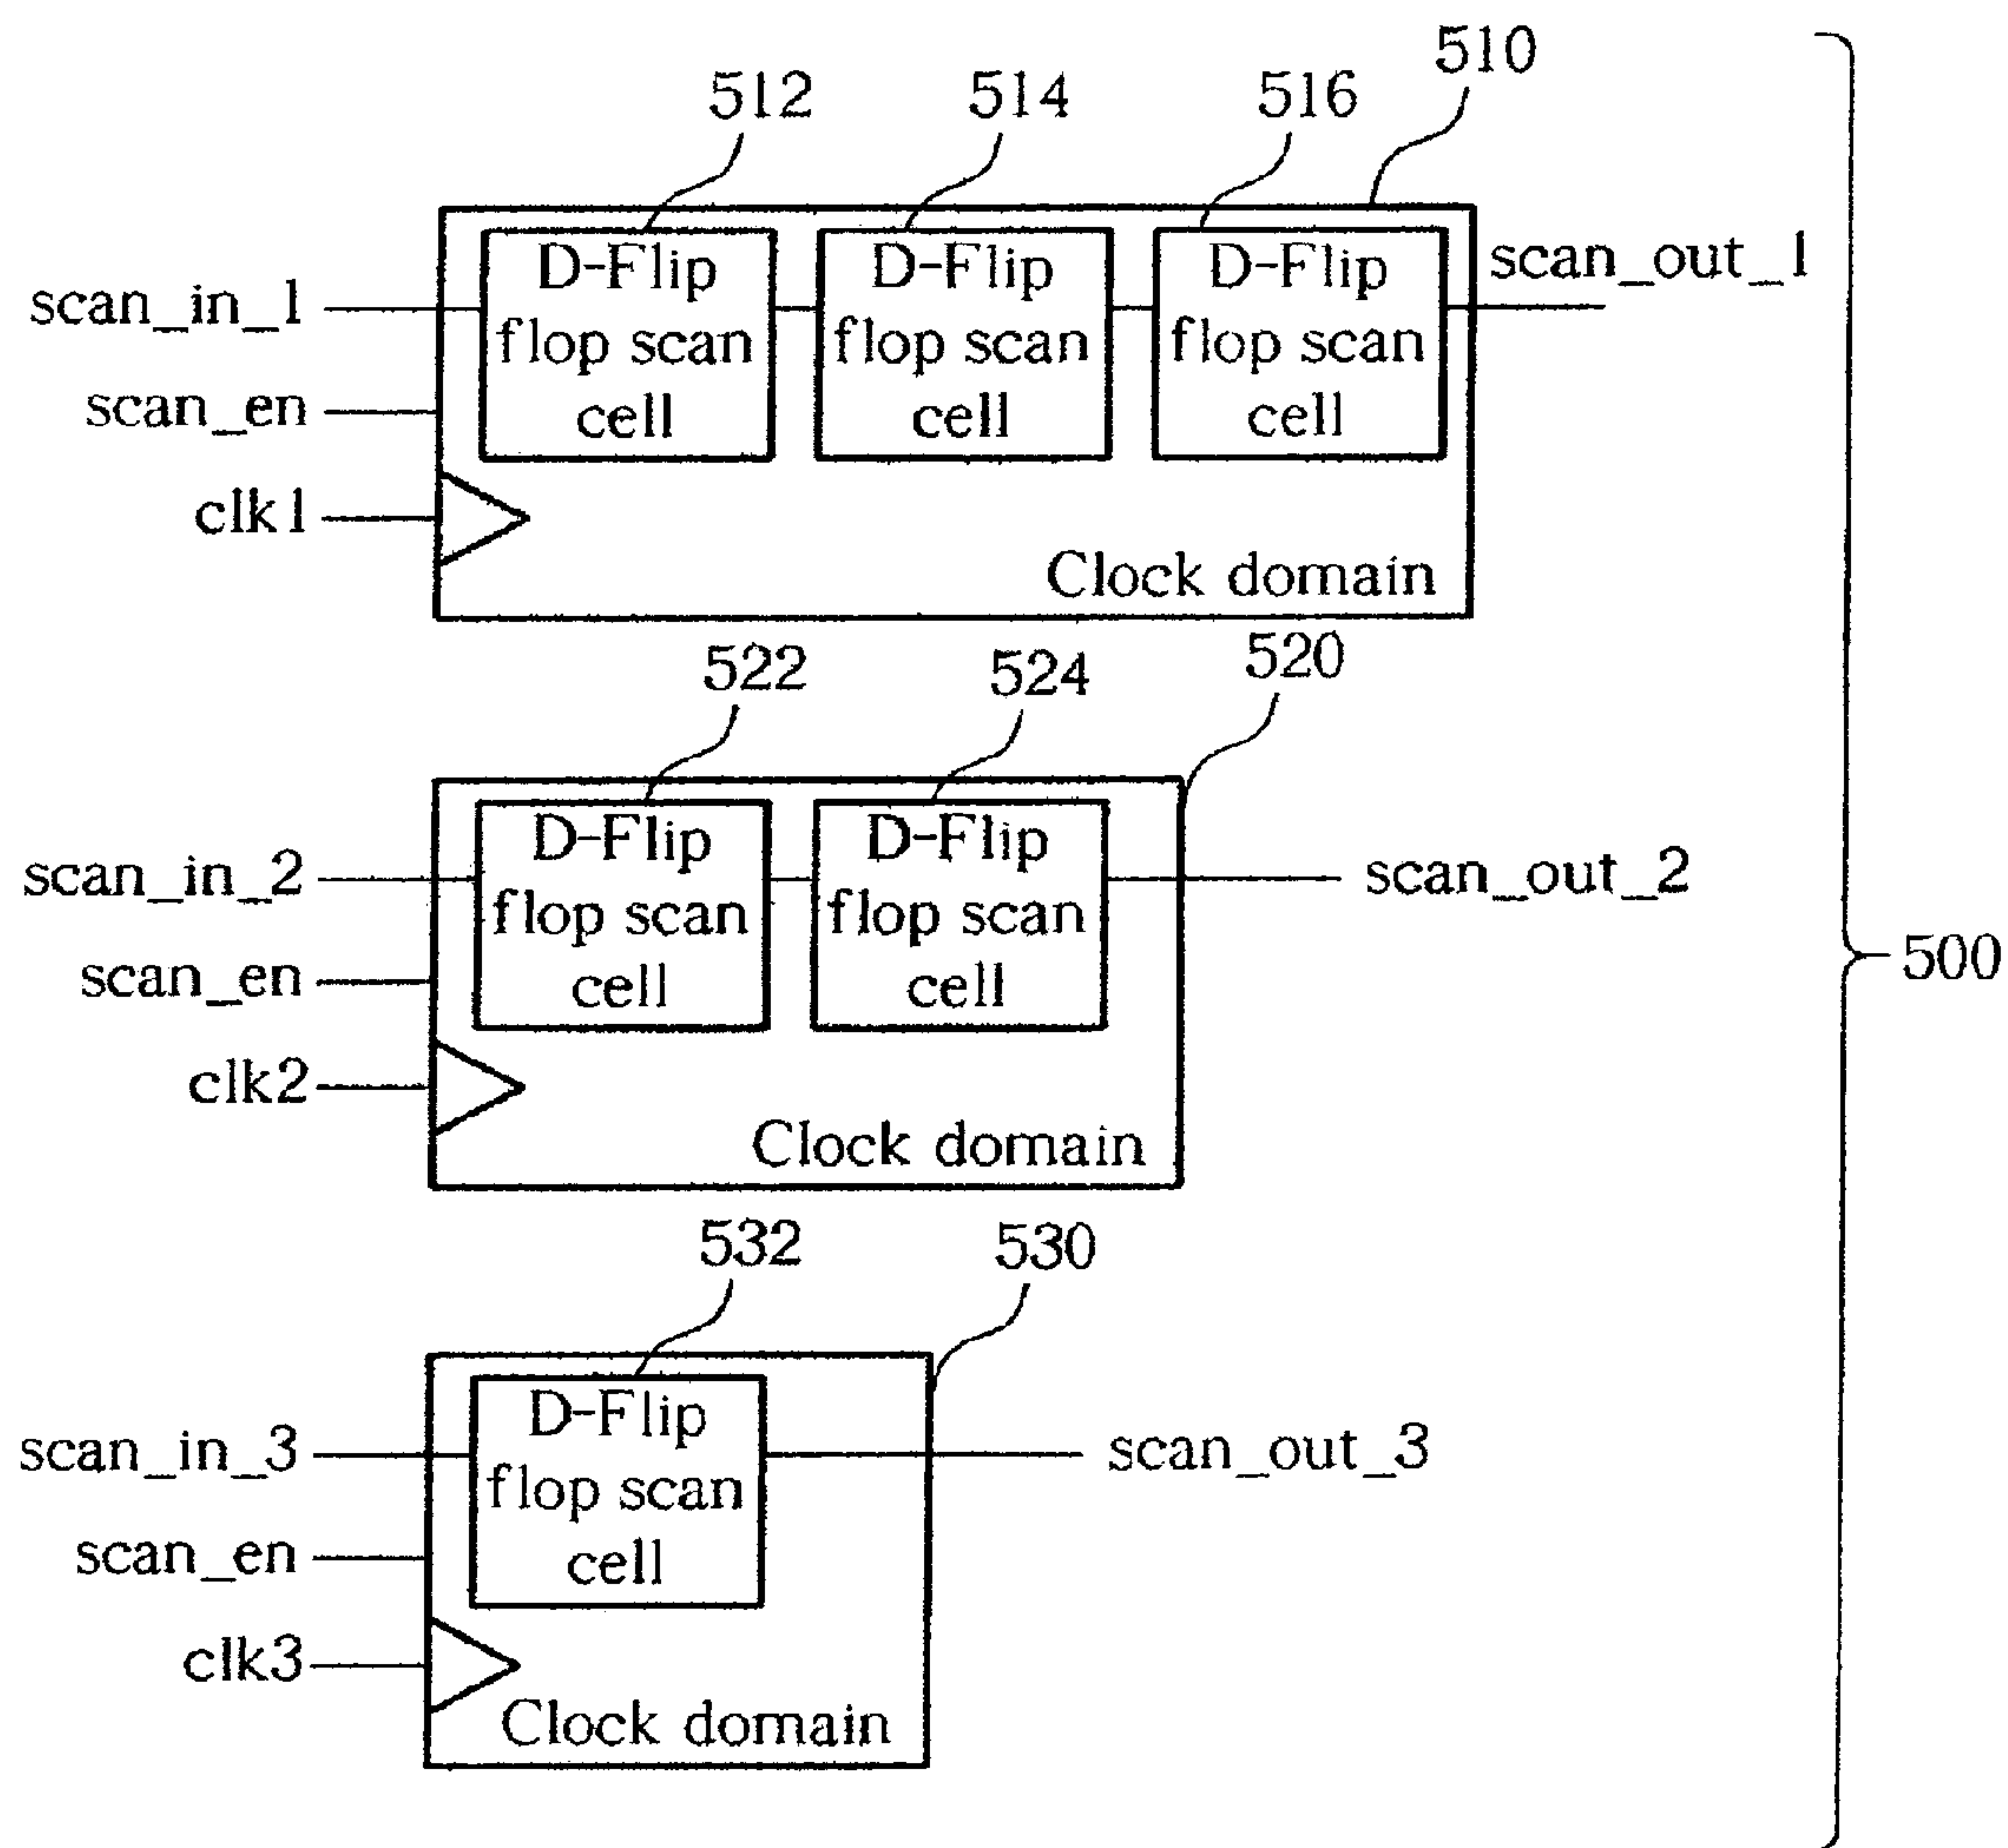 510
512
514
516
D-Flip
flop scan
cell
D-Flip
flop scan
cell
D-Flip
flop scan
cell
scan_in_1
scan_out_1
scan_en
clk1
Clock domain
522
524
520
D-Flip
flop scan
cell
D-Flip
flop scan
cell
scan_in_2
scan_out_2
scan_en
clk2
Clock domain
500
532
530
D-Flip
flop scan
cell
scan_in_3
scan_out_3
scan_en
clk3
Clock domain